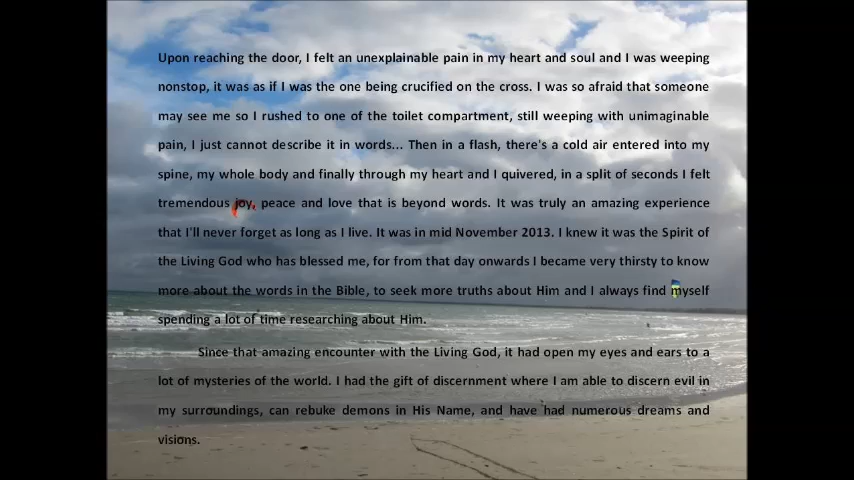 Upon reaching the door, I felt an unexplainable pain in my heart and soul and I was weeping
nonstop, it was as if I was the one being crucified on the cross. I was so afraid that someone
may see me so I rushed to one of the toilet compartment, still weeping with unimaginable
pain, I just cannot describe it in words... Then in a flash, there's a cold air entered into my
spine, my whole body and finally through my heart and I quivered, in a split of seconds I felt
tremendous joy, peace and love that is beyond words. It was truly an amazing experience
that I'll never forget as long as I live. It was in mid November 2013. I knew it was the Spirit of
the Living God who has blessed me, for from that day onwards I became very thirsty to know
more about the words in the Bible, to seek more truths about Him and I always find myself
spending a lot of time researching about Him.
Since that amazing encounter with the Living God, it had open my eyes and ears to a
lot of mysteries of the world. I had the gift of discernment where I am able to discern evil in
my surroundings, can rebuke demons in His Name, and have had numerous dreams and
visions.